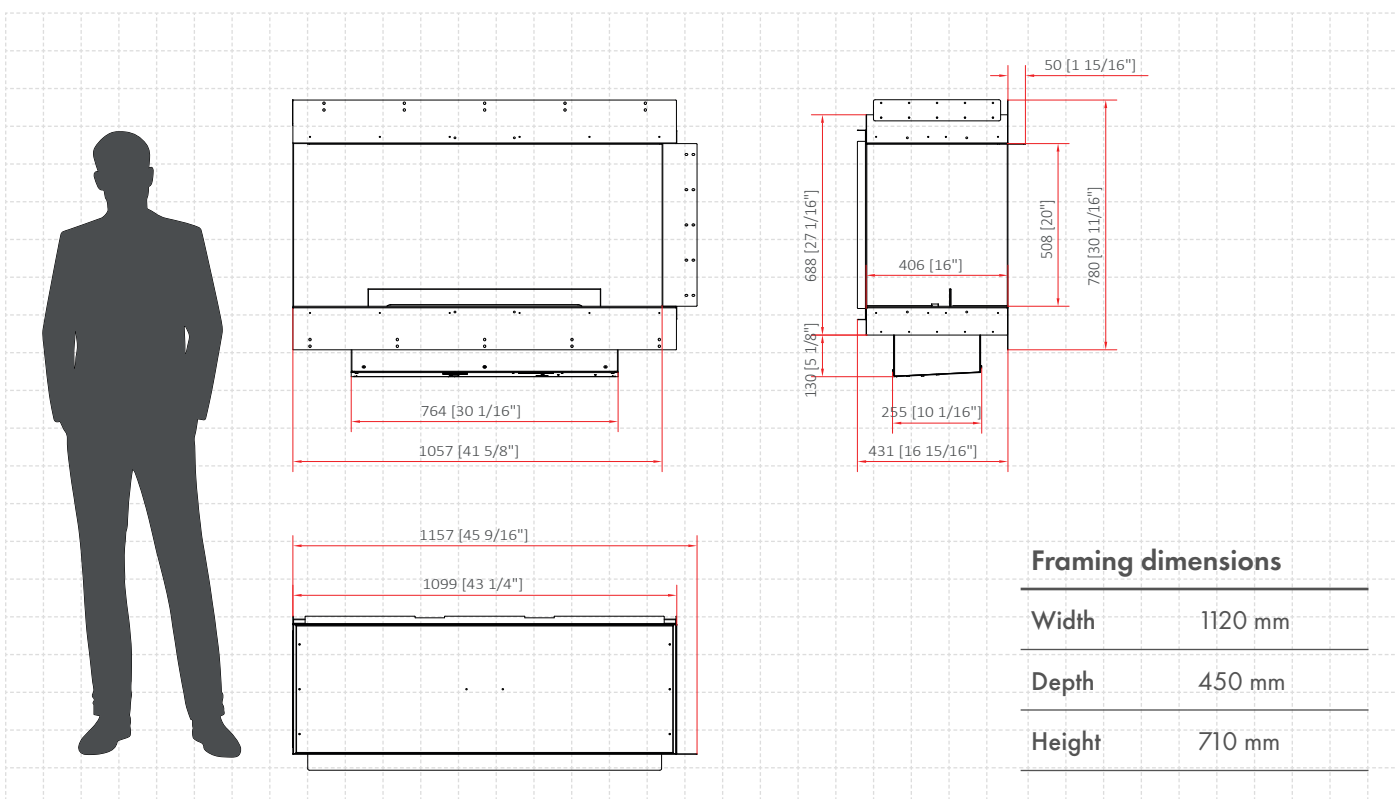 50 [1 15/16"]
688 [27 1/16"]
406 [16"]
508 [20"]
780 [30 11/16"]
130 [5 1/8"]
764 [30 1/16"]
255 [10 1/16"]
1057 [41 5/8"]
431 [16 15/16"]
1157 [45 9/16"]
1099 [43 1/4"]
Framing dimensions
Width 1120 mm
Depth 450 mm
Height 710 mm